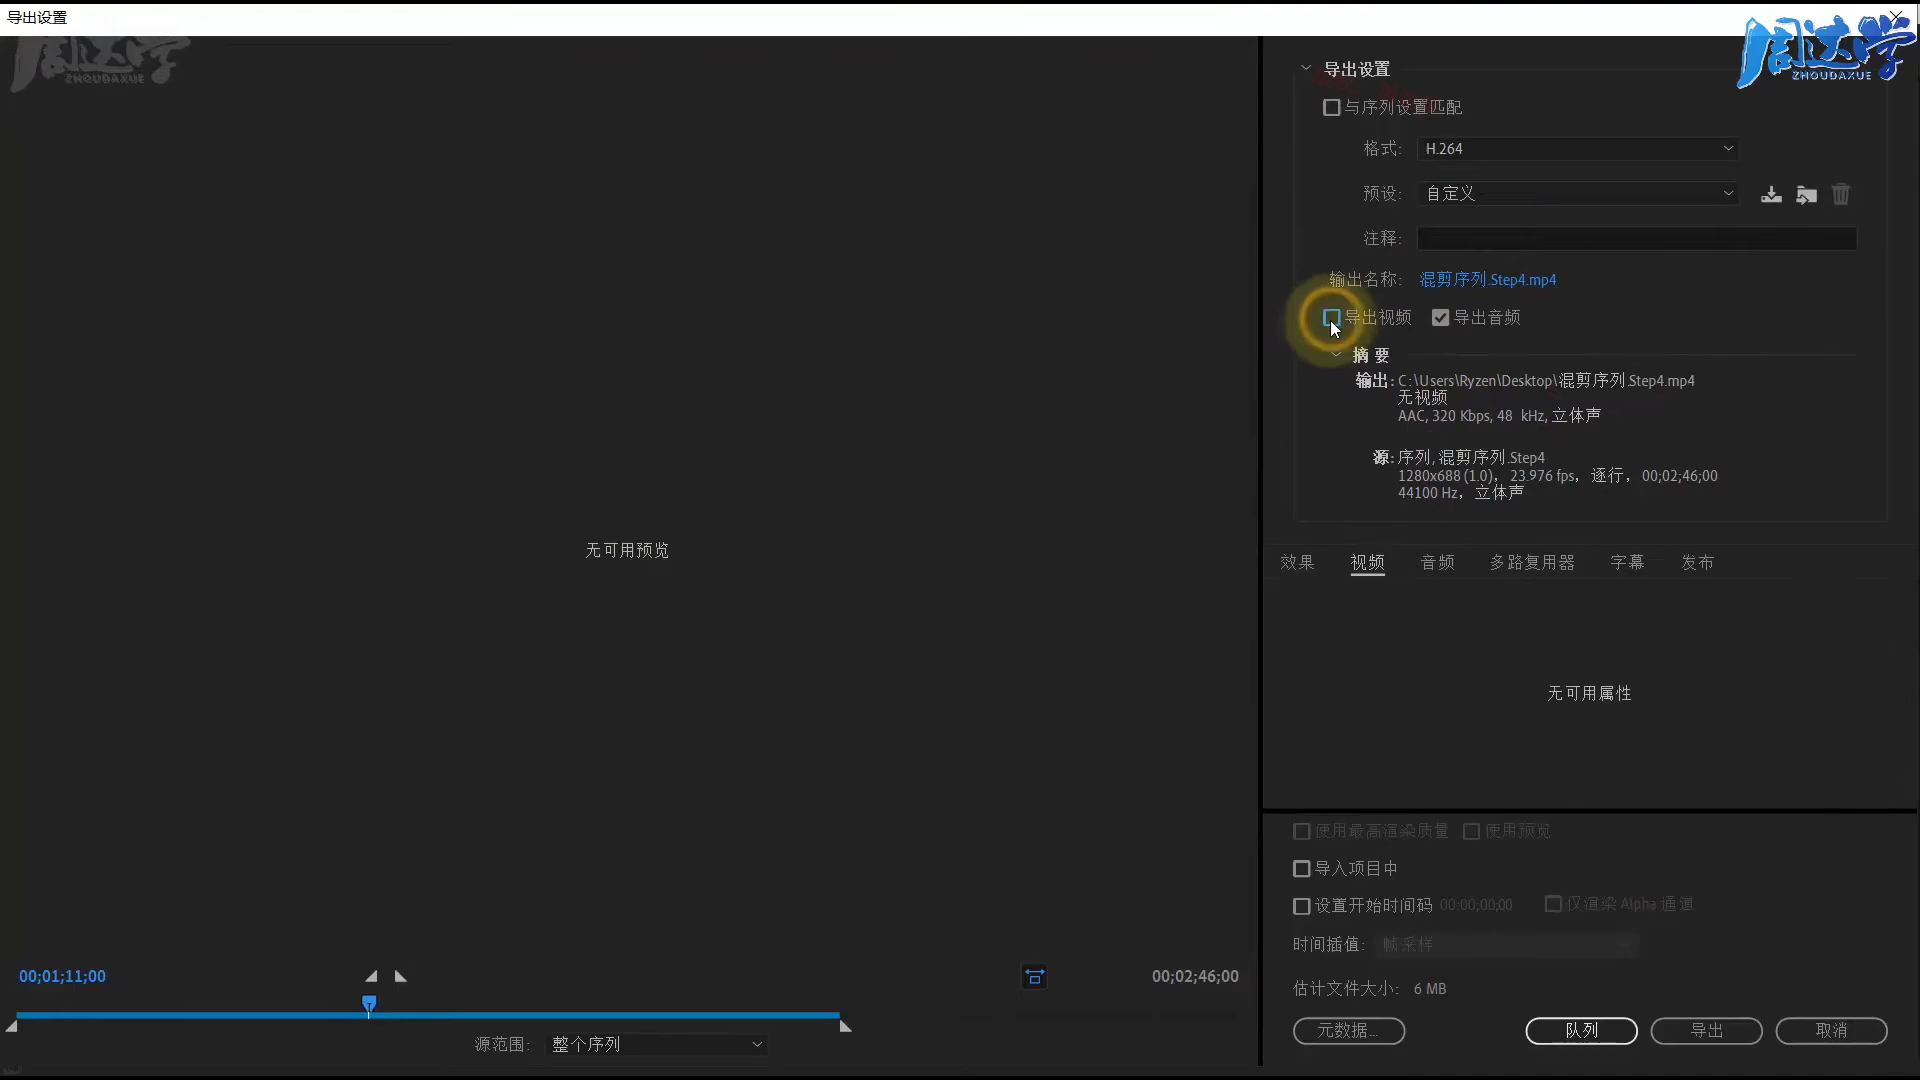 导出设置
周达学
ZHOUDAXUE
周达学
ZHOUDAXUE
导出设置
与序列设置匹配
格式: H.264
预设: 自定义
注释:
输出名称: 混剪序列.Step4.mp4
导出视频 导出音频
摘要
输出: C:\Users\Ryzen\Desktop\混剪序列.Step4.mp4
无视频
AAC, 320 Kbps, 48 kHz, 立体声
源: 序列, 混剪序列.Step4
1280x688 (1.0), 23.976 fps, 逐行, 00;02;46;00
44100 Hz, 立体声
无可用预览
效果 视频 音频 多路复用器 字幕 发布
无可用属性
使用最高渲染质量 使用预览
导入项目中
设置开始时间码 00:00;00;00 仅渲染 Alpha 通道
时间插值: 帧采样
估计文件大小: 6 MB
元数据... 队列 导出 取消
00;01;11;00 00;02;46;00
源范围: 整个序列